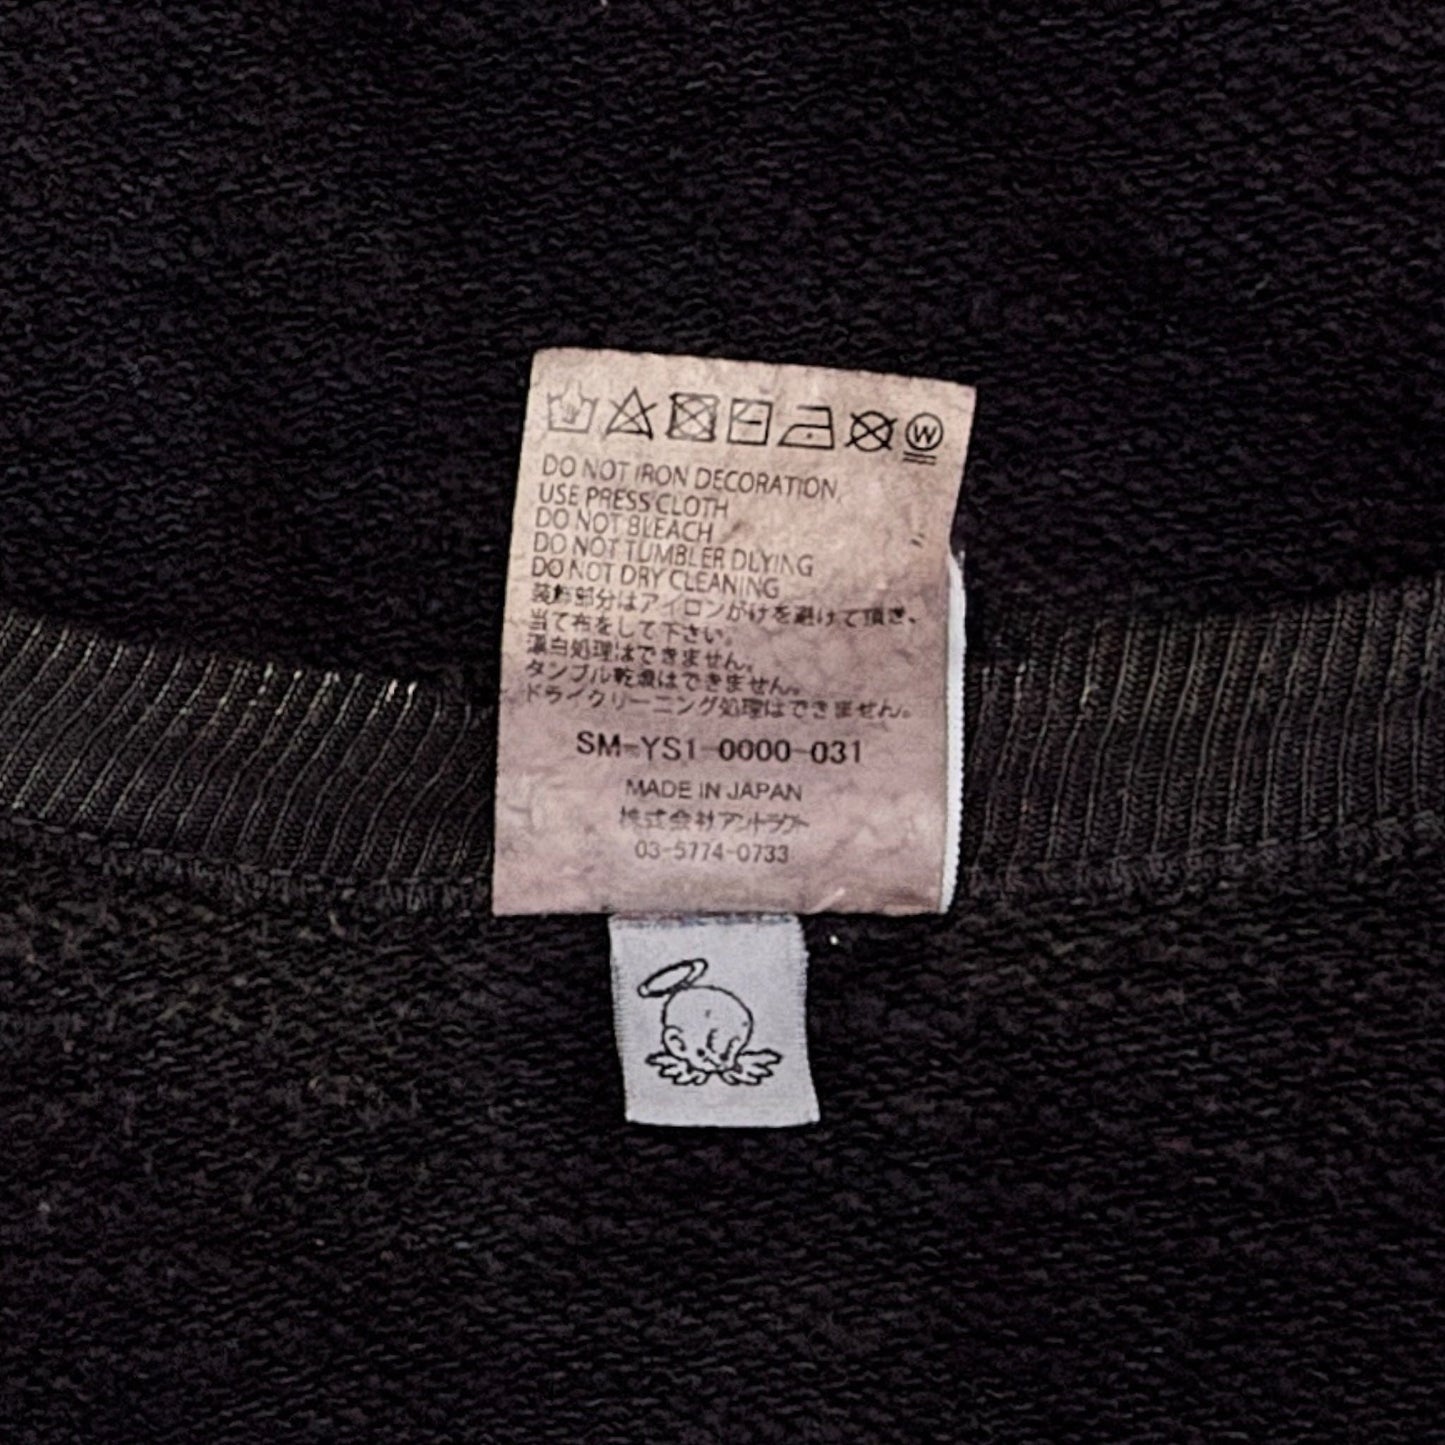 W
DO NOT IRON DECORATION,
USE PRESS CLOTH
DO NOT BLEACH
DO NOT TUMBLER DLYING
DO NOT DRY CLEANING
装飾部分はアイロンがけを避けて頂き、
当て布をして下さい。
漂白処理はできません。
タンブル乾燥はできません。
ドライクリーニング処理はできません。
SM-YS1-0000-031
MADE IN JAPAN
株式会社アントラクト
03-5774-0733